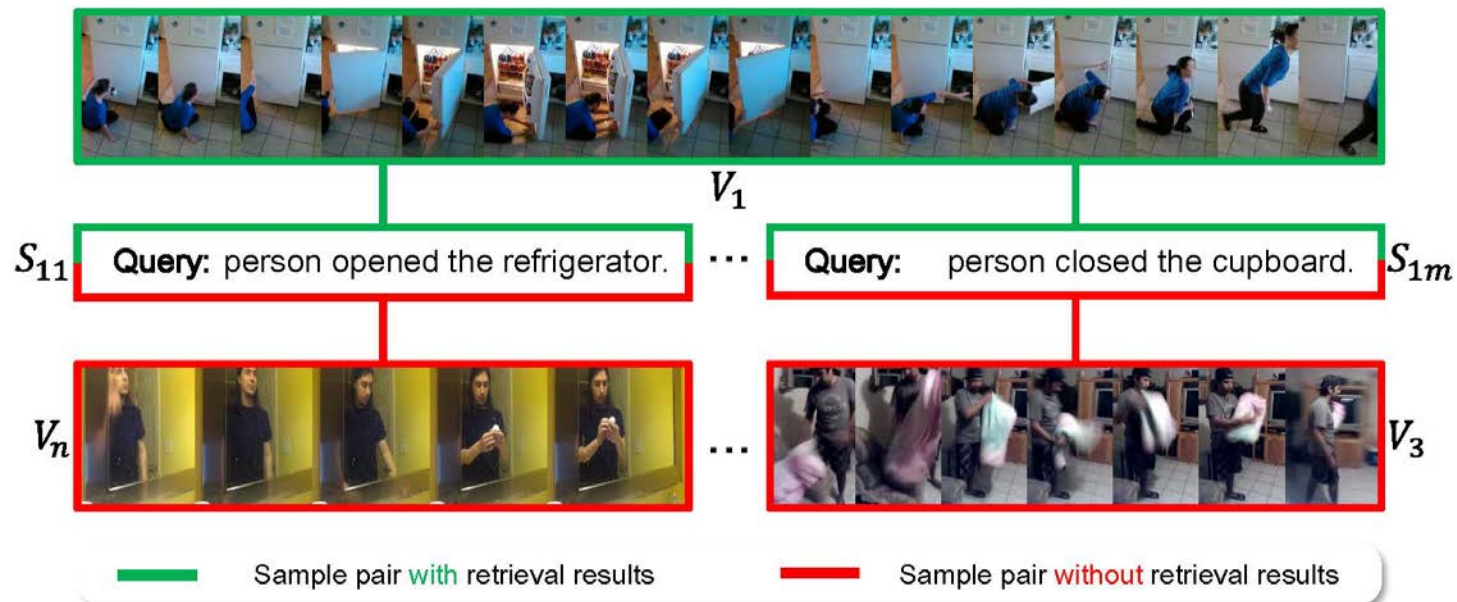 V₁
S₁₁ Query: person opened the refrigerator. ... Query: person closed the cupboard. S₁ₘ
Vₙ ... V₃
Sample pair with retrieval results Sample pair without retrieval results